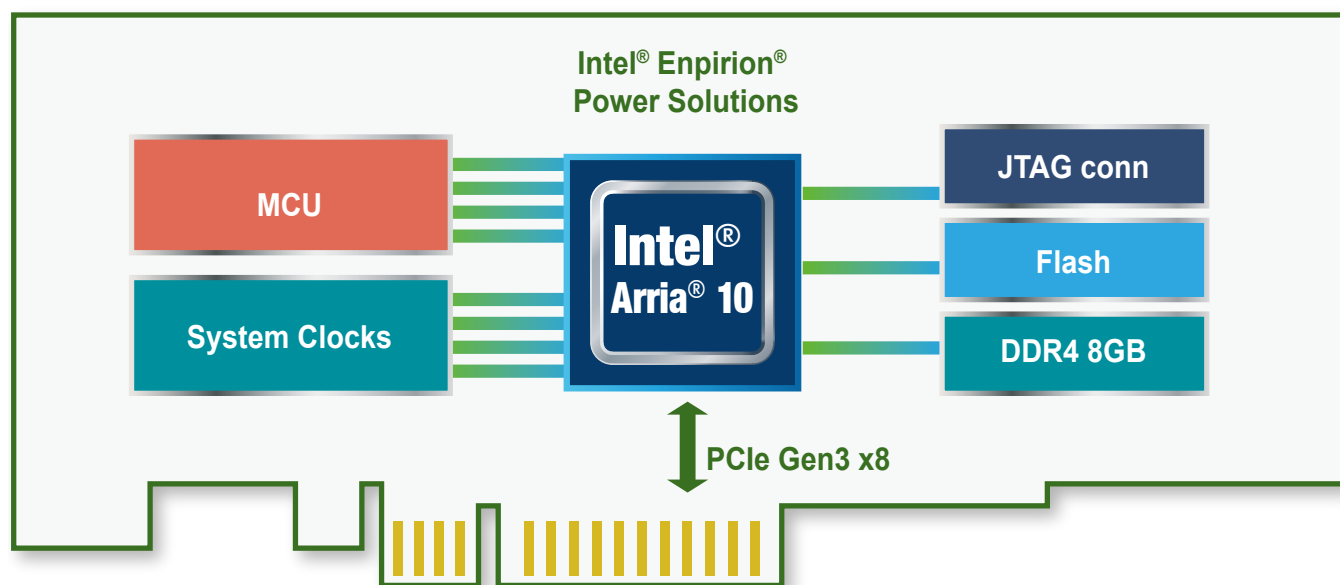 Intel® Enpirion®
Power Solutions
MCU
System Clocks
Intel®
Arria® 10
JTAG conn
Flash
DDR4 8GB
PCIe Gen3 x8